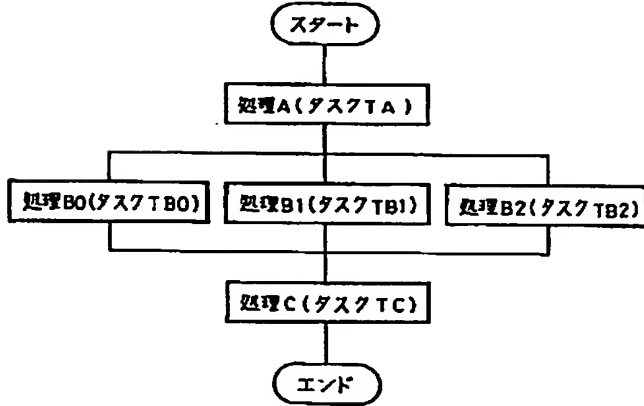 スタート
処理A(タスクTA)
処理B0(タスクTB0)
処理B1(タスクTB1)
処理B2(タスクTB2)
処理C(タスクTC)
エンド